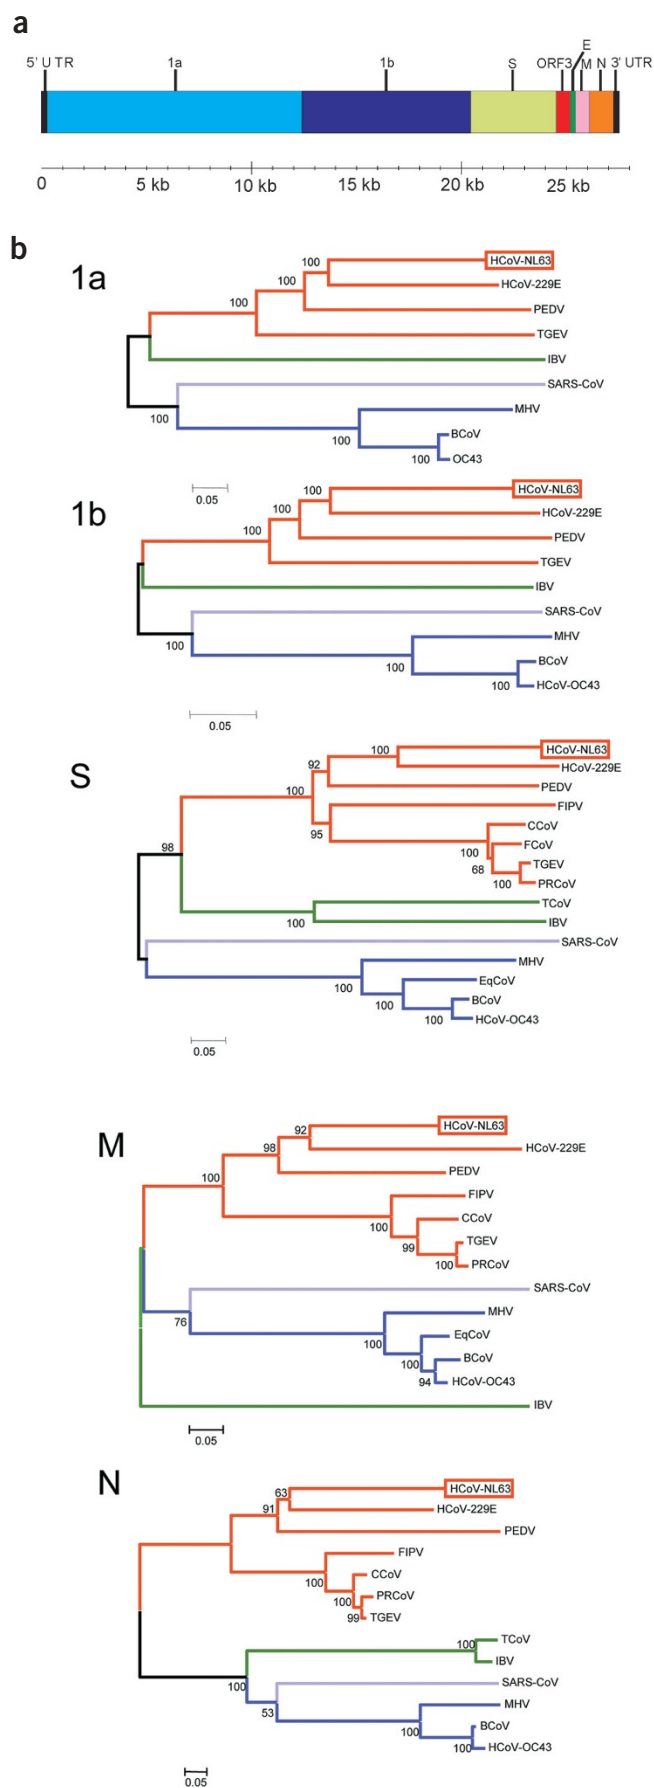 a
E
5' U TR 1a 1b S ORF3 M N 3' UTR
0 5 kb 10 kb 15 kb 20 kb 25 kb
b
1a
100 HCoV-NL63
100 HCoV-229E
100 PEDV
TGEV
IBV
SARS-CoV
100 MHV
100 BCoV
100 OC43
0.05
1b
100 HCoV-NL63
100 HCoV-229E
100 PEDV
TGEV
IBV
SARS-CoV
100 MHV
100 BCoV
100 HCoV-OC43
0.05
S
100 HCoV-NL63
92 HCoV-229E
100 PEDV
95 FIPV
CCoV
100 FCoV
68 TGEV
100 PRCoV
98
TCoV
100 IBV
SARS-CoV
MHV
100 EqCoV
100 BCoV
100 HCoV-OC43
0.05
M
92 HCoV-NL63
98 HCoV-229E
100 PEDV
FIPV
100 CCoV
99 TGEV
100 PRCoV
SARS-CoV
76 MHV
100 EqCoV
100 BCoV
94 HCoV-OC43
IBV
0.05
N
63 HCoV-NL63
91 HCoV-229E
PEDV
FIPV
100 CCoV
100 PRCoV
99 TGEV
100 TCoV
IBV
100 SARS-CoV
53 MHV
100 BCoV
100 HCoV-OC43
0.05